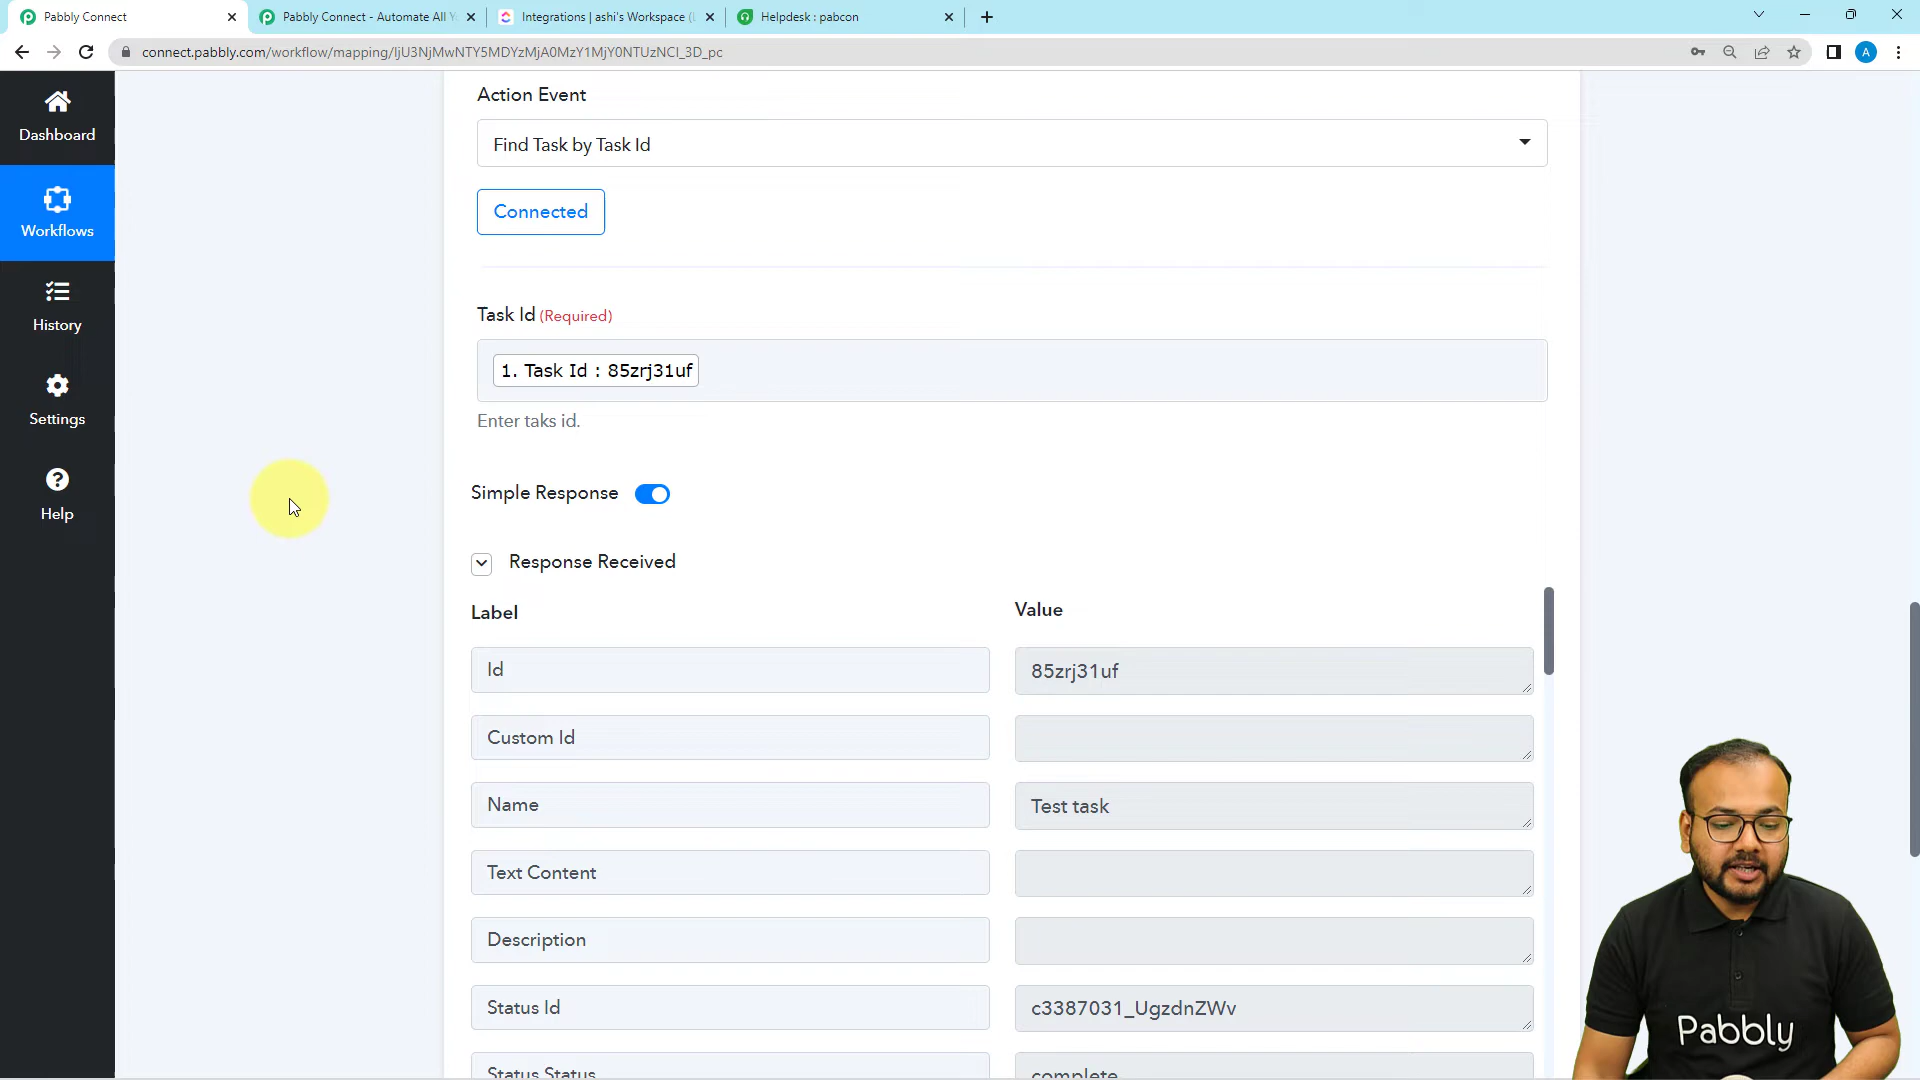 Pabbly Connect
Pabbly Connect - Automate All Y
Integrations | ashi's Workspace (
Helpdesk : pabcon
connect.pabbly.com/workflow/mapping/IjU3NjMwNTY5MDYzMjA0MzY1MjY0NTUzNCI_3D_pc
A
Dashboard
Workflows
History
Settings
Help
Action Event
Find Task by Task Id
Connected
Task Id (Required)
1. Task Id : 85zrj31uf
Enter taks id.
Simple Response
Response Received
Label
Value
Id
85zrj31uf
Custom Id
Name
Test task
Text Content
Description
Status Id
c3387031_UgzdnZWv
Status Status
complete
Pabbly